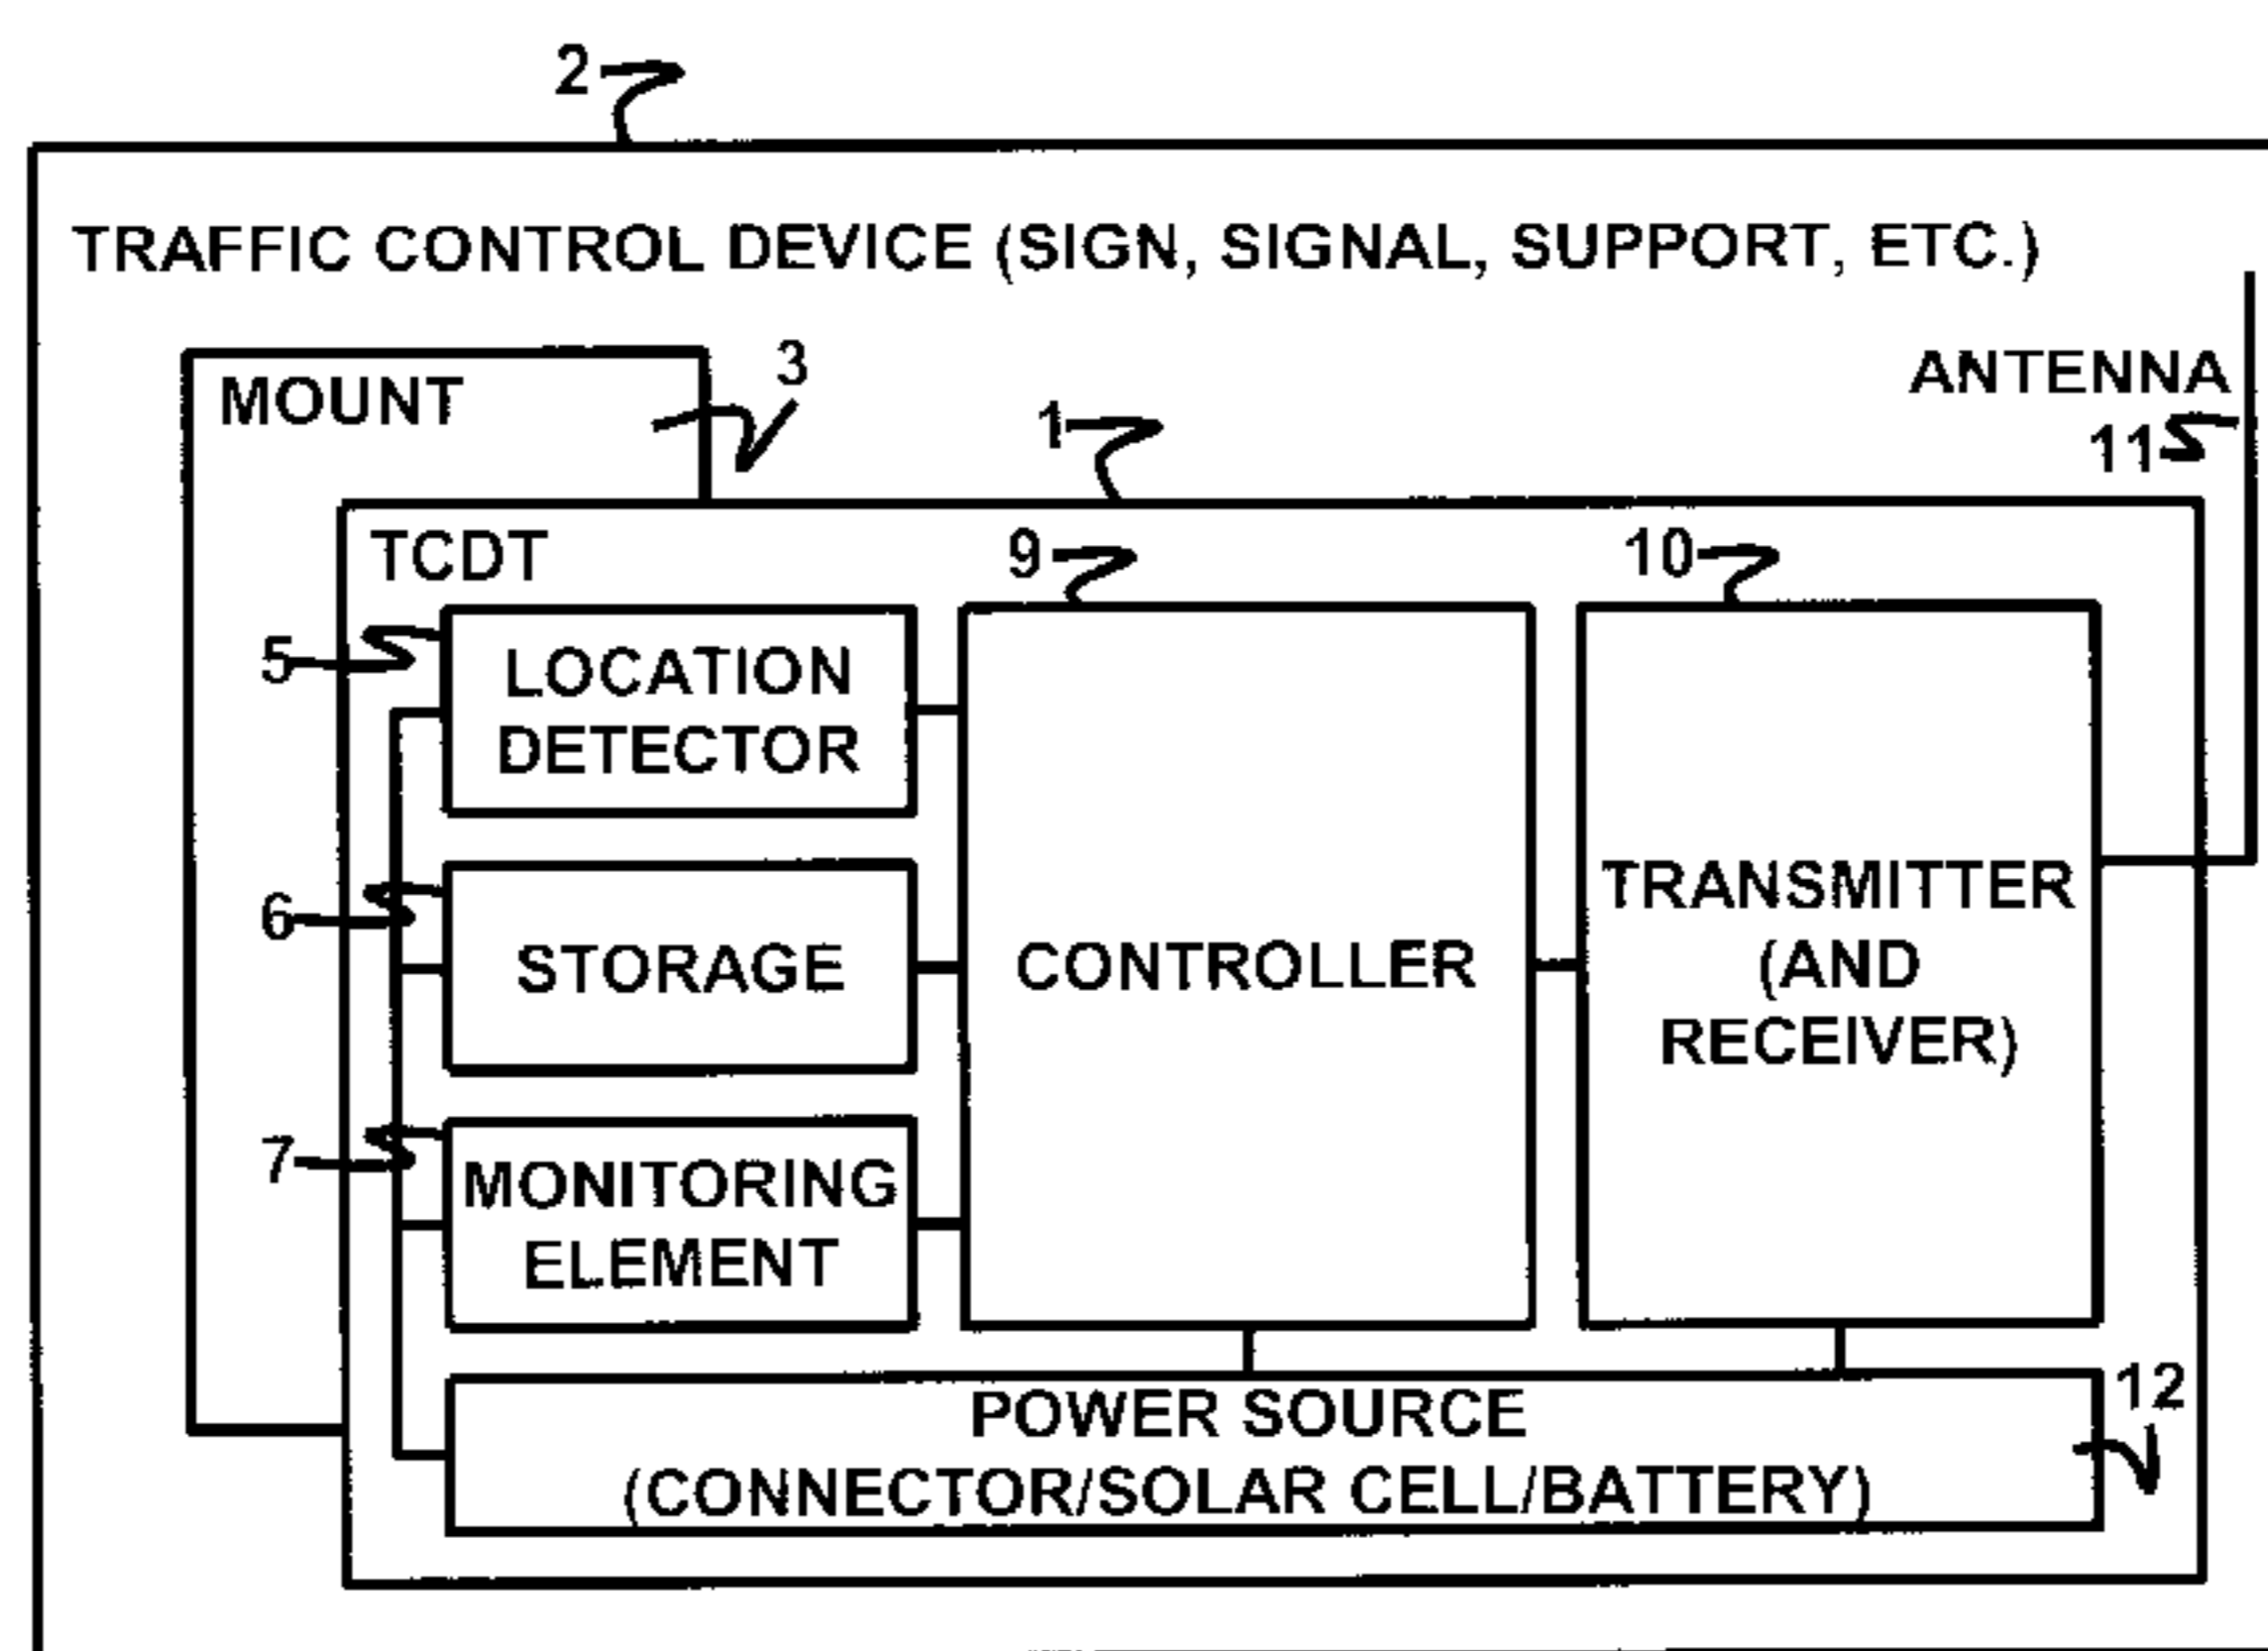 2
TRAFFIC CONTROL DEVICE (SIGN, SIGNAL, SUPPORT, ETC.)
MOUNT
3
ANTENNA
11
1
TCDT
9
10
5
LOCATION
DETECTOR
6
STORAGE
CONTROLLER
TRANSMITTER
(AND
RECEIVER)
7
MONITORING
ELEMENT
12
POWER SOURCE
(CONNECTOR/SOLAR CELL/BATTERY)